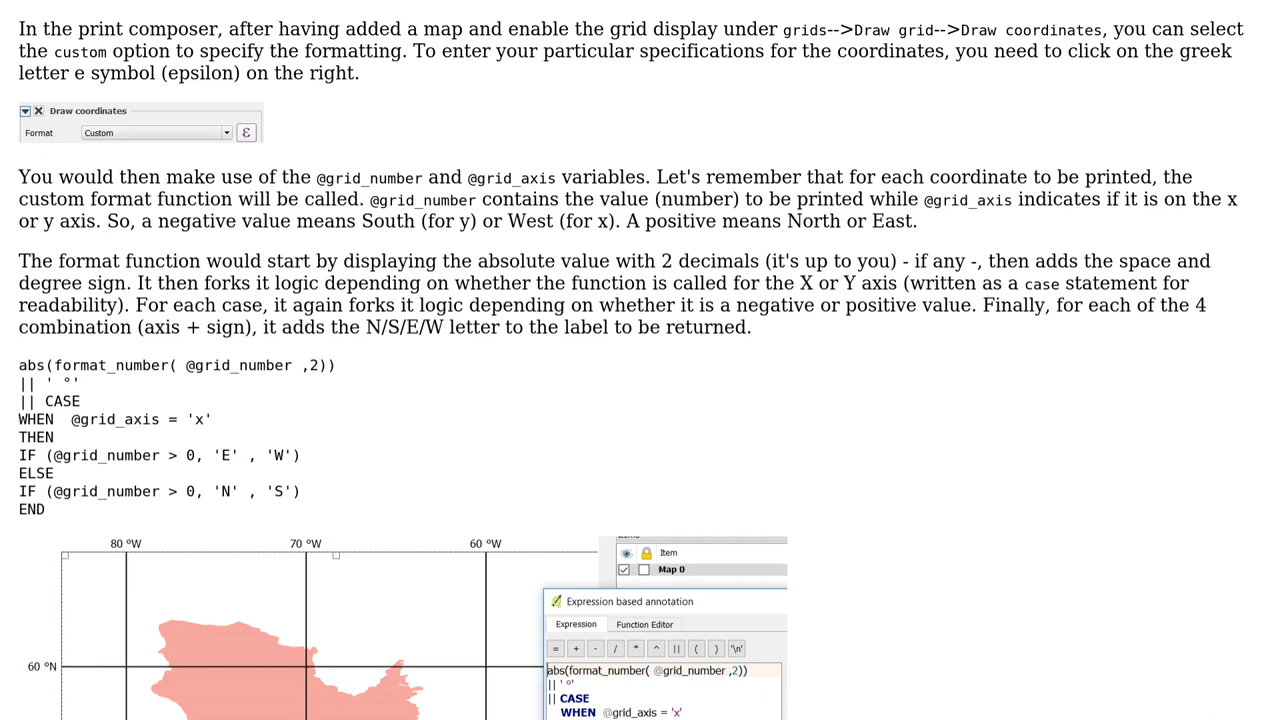 In the print composer, after having added a map and enable the grid display under grids-->Draw grid-->Draw coordinates, you can select
the custom option to specify the formatting. To enter your particular specifications for the coordinates, you need to click on the greek
letter e symbol (epsilon) on the right.
Draw coordinates
Format Custom ε
You would then make use of the @grid_number and @grid_axis variables. Let's remember that for each coordinate to be printed, the
custom format function will be called. @grid_number contains the value (number) to be printed while @grid_axis indicates if it is on the x
or y axis. So, a negative value means South (for y) or West (for x). A positive means North or East.
The format function would start by displaying the absolute value with 2 decimals (it's up to you) - if any -, then adds the space and
degree sign. It then forks it logic depending on whether the function is called for the X or Y axis (written as a case statement for
readability). For each case, it again forks it logic depending on whether it is a negative or positive value. Finally, for each of the 4
combination (axis + sign), it adds the N/S/E/W letter to the label to be returned.
abs(format_number( @grid_number ,2))
|| ' º'
|| CASE
WHEN  @grid_axis = 'x'
THEN
IF (@grid_number > 0, 'E' , 'W')
ELSE
IF (@grid_number > 0, 'N' , 'S')
END
80 ºW 70 ºW 60 ºW
60 ºN
Item
Map 0
Expression based annotation
Expression Function Editor
= + - / * ^ || ( ) '\n'
abs(format_number( @grid_number ,2))
|| ' º'
|| CASE
WHEN @grid_axis = 'x'